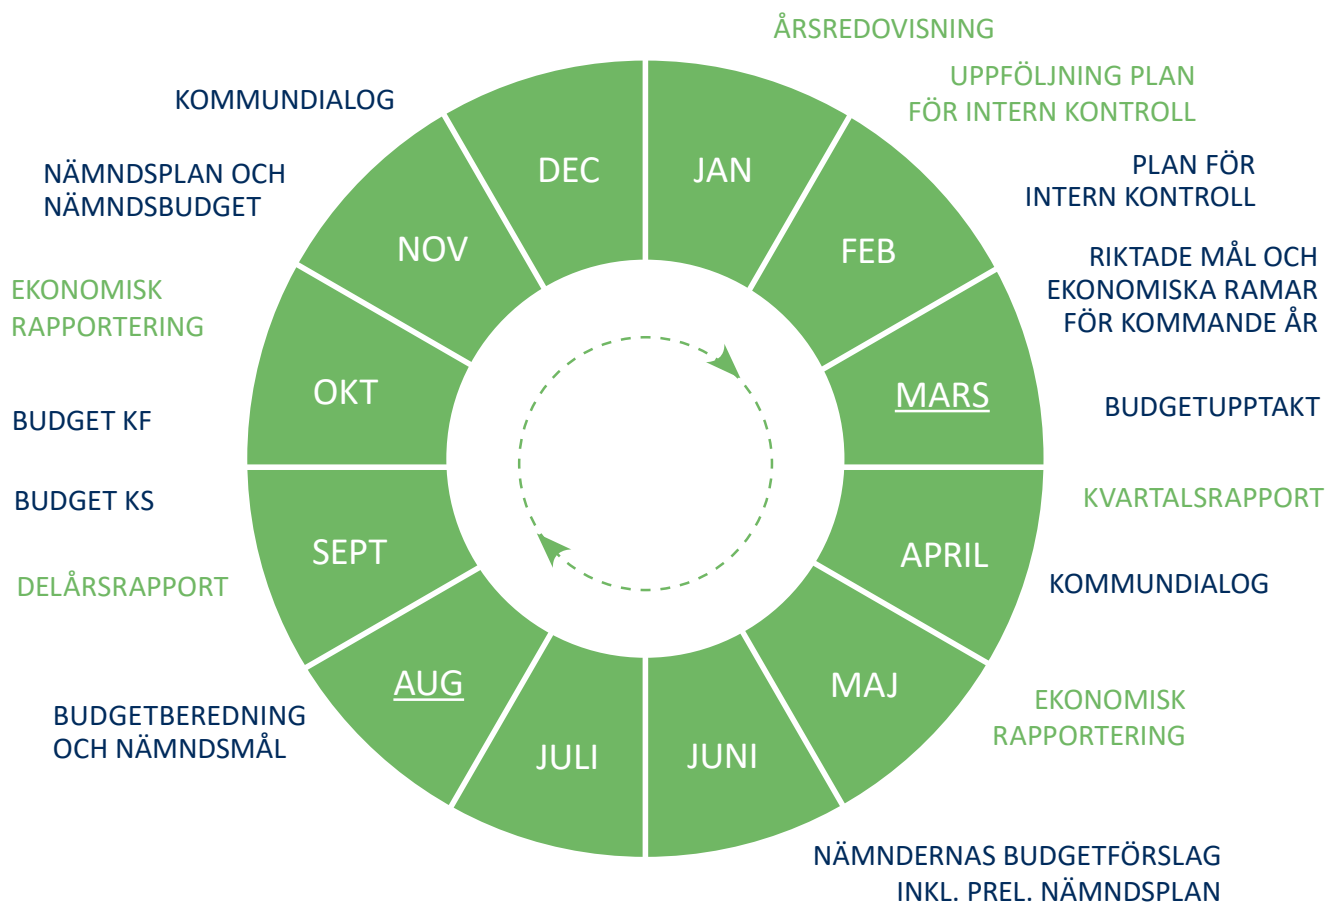 ÅRSREDOVISNING
UPPFÖLJNING PLAN
FÖR INTERN KONTROLL
PLAN FÖR
INTERN KONTROLL
RIKTADE MÅL OCH
EKONOMISKA RAMAR
FÖR KOMMANDE ÅR
BUDGETUPPTAKT
KVARTALSRAPPORT
KOMMUNDIALOG
EKONOMISK
RAPPORTERING
NÄMNDERNAS BUDGETFÖRSLAG
INKL. PREL. NÄMNDSPLAN
BUDGETBEREDNING
OCH NÄMNDSMÅL
DELÅRSRAPPORT
BUDGET KS
BUDGET KF
EKONOMISK
RAPPORTERING
NÄMNDSPLAN OCH
NÄMNDSBUDGET
KOMMUNDIALOG
JAN
FEB
MARS
APRIL
MAJ
JUNI
JULI
AUG
SEPT
OKT
NOV
DEC